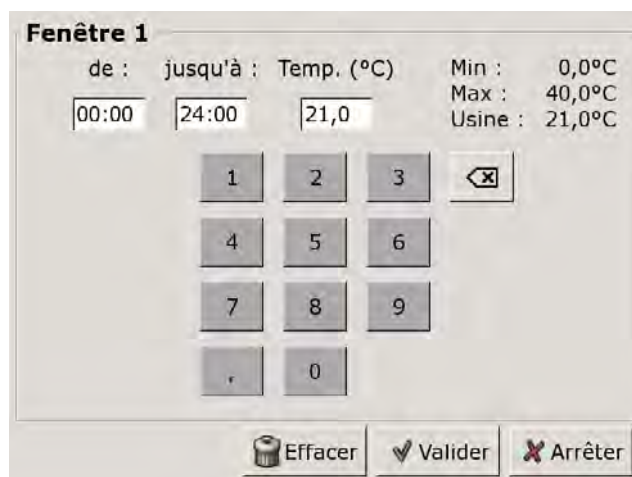 Fenêtre 1
de : jusqu'à : Temp. (°C) Min : 0,0°C
Max : 40,0°C
00:00 24:00 21,0 Usine : 21,0°C
1 2 3
4 5 6
7 8 9
, 0
Effacer Valider Arrêter